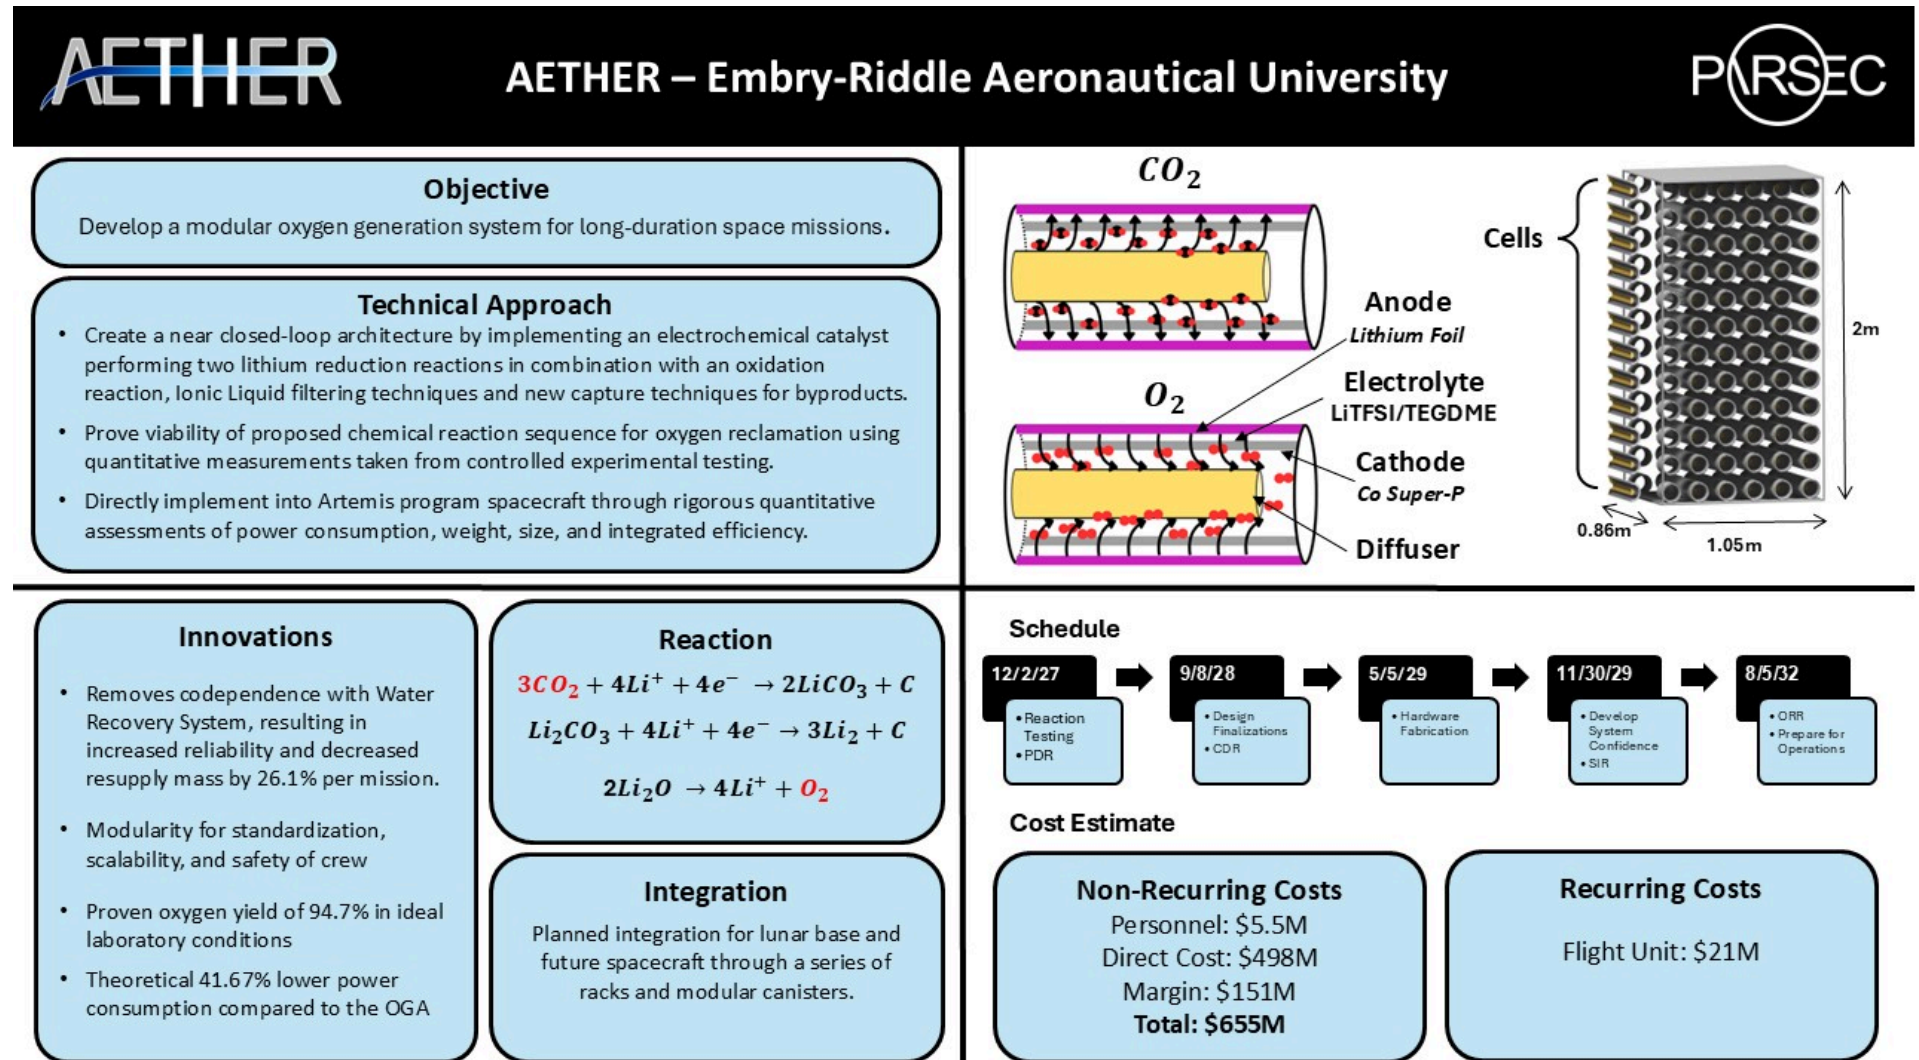 AETHER
AETHER – Embry-Riddle Aeronautical University
PARSEC
Objective
Develop a modular oxygen generation system for long-duration space missions.
Technical Approach
• Create a near closed-loop architecture by implementing an electrochemical catalyst
performing two lithium reduction reactions in combination with an oxidation
reaction, Ionic Liquid filtering techniques and new capture techniques for byproducts.
• Prove viability of proposed chemical reaction sequence for oxygen reclamation using
quantitative measurements taken from controlled experimental testing.
• Directly implement into Artemis program spacecraft through rigorous quantitative
assessments of power consumption, weight, size, and integrated efficiency.
CO₂
O₂
Anode
Lithium Foil
Electrolyte
LiTFSI/TEGDME
Cathode
Co Super-P
Diffuser
Cells
2m
0.86m
1.05m
Innovations
• Removes codependence with Water
Recovery System, resulting in
increased reliability and decreased
resupply mass by 26.1% per mission.
• Modularity for standardization,
scalability, and safety of crew
• Proven oxygen yield of 94.7% in ideal
laboratory conditions
• Theoretical 41.67% lower power
consumption compared to the OGA
Reaction
3CO₂ + 4Li⁺ + 4e⁻ → 2LiCO₃ + C
Li₂CO₃ + 4Li⁺ + 4e⁻ → 3Li₂ + C
2Li₂O → 4Li⁺ + O₂
Integration
Planned integration for lunar base and
future spacecraft through a series of
racks and modular canisters.
Schedule
12/2/27
• Reaction
Testing
• PDR
9/8/28
• Design
Finalizations
• CDR
5/5/29
• Hardware
Fabrication
11/30/29
• Develop
System
Confidence
• SIR
8/5/32
• ORR
• Prepare for
Operations
Cost Estimate
Non-Recurring Costs
Personnel: $5.5M
Direct Cost: $498M
Margin: $151M
Total: $655M
Recurring Costs
Flight Unit: $21M